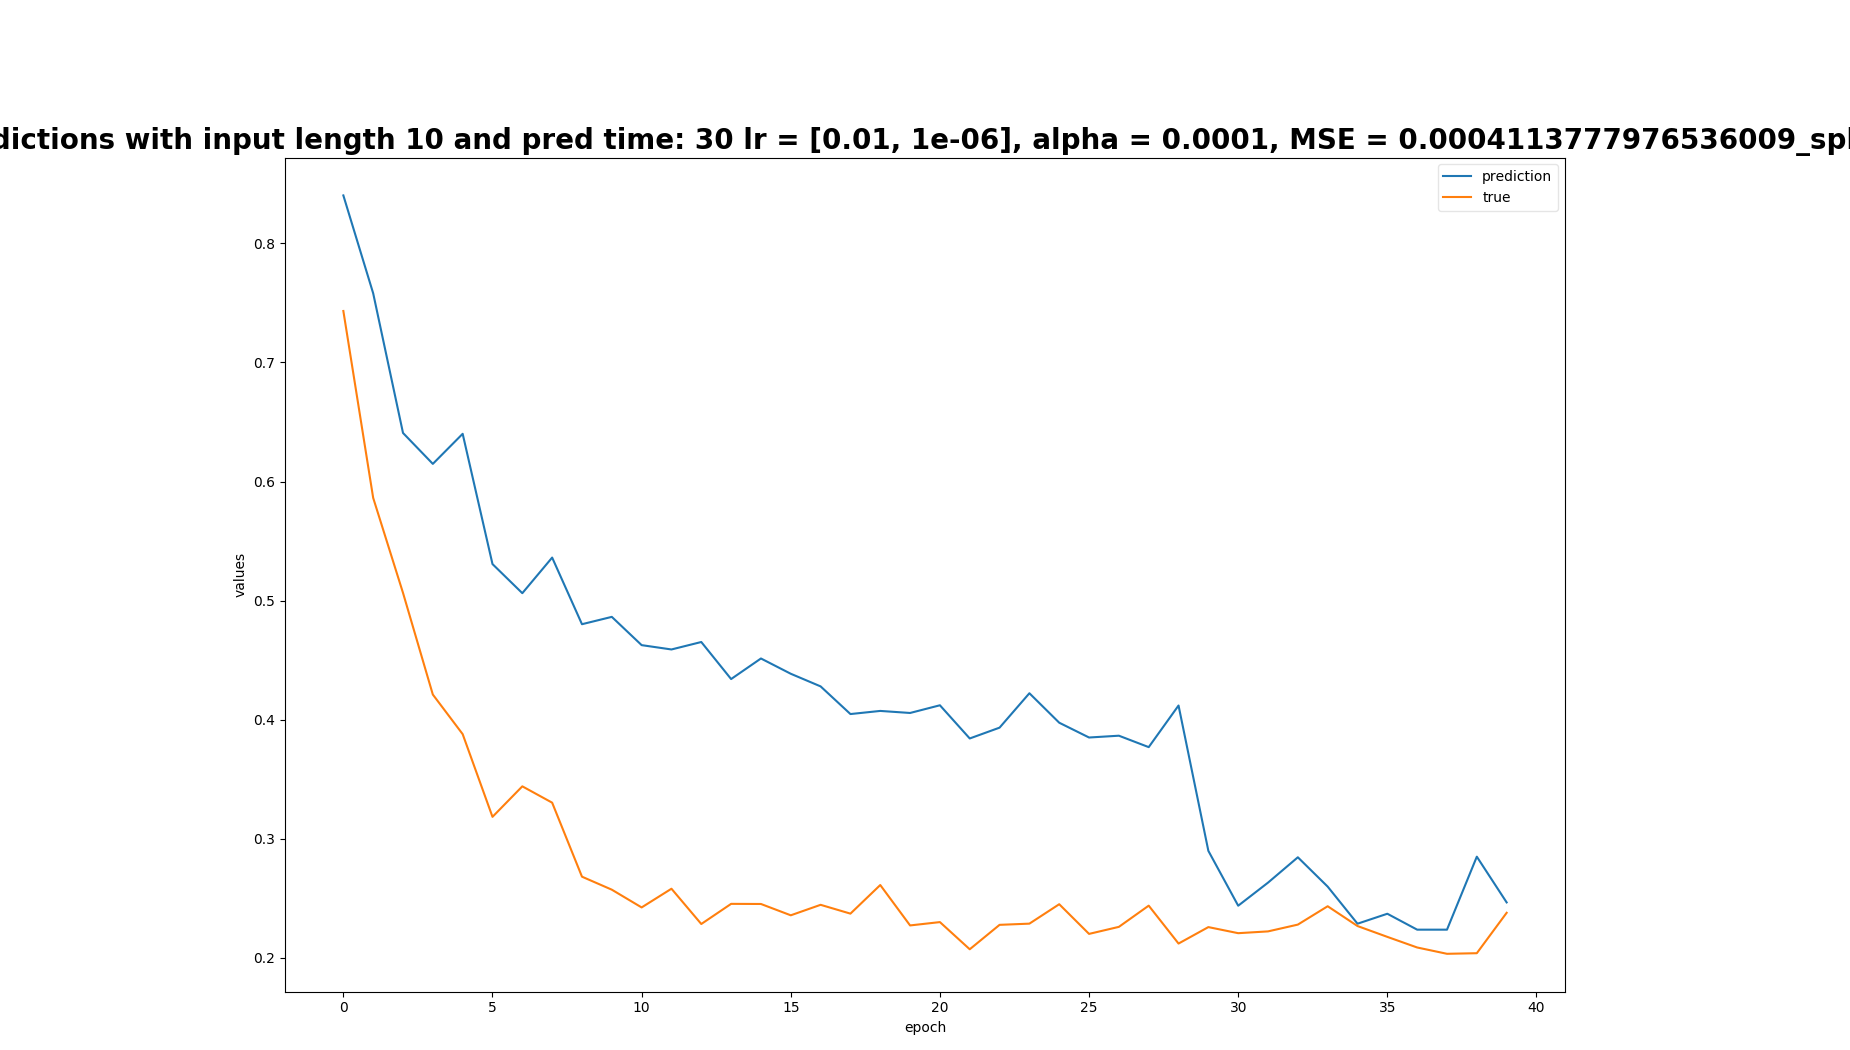 dictions with input length 10 and pred time: 30 lr = [0.01, 1e-06], alpha = 0.0001, MSE = 0.0004113777976536009_spl
prediction
true
0.8
0.7
0.6
0.5
0.4
0.3
0.2
values
0 5 10 15 20 25 30 35 40
epoch